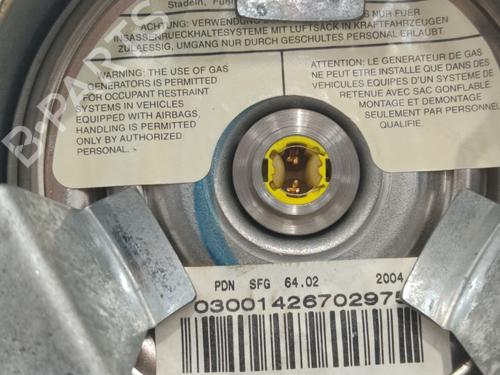 Stadeln,
ACHTUNG: VERWENDUNG NUR FUER
INSASSENRUECKHALTESYSTEME MIT LUFTSACK IN KRAFTFAHRZEUGEN
ZULAESSIG, UMGANG NUR DURCH GESCHULTES PERSONAL ERLAUBT.
WARNING: THE USE OF GAS
GENERATORS IS PERMITTED
FOR OCCUPANT RESTRAINT
SYSTEMS IN VEHICLES
EQUIPPED WITH AIRBAGS,
HANDLING IS PERMITTED
ONLY BY AUTHORIZED
PERSONAL.
ATTENTION: LE GENERATEUR DE GAS
NE PEUT ETRE INSTALLE QUE DANS DES
VEHICULES EQUIPES D'UN SYSTEME DE
RETENUE AVEC SAC GONFLABLE.
MONTAGE ET DEMONTAGE
SEULEMENT PAR PERSONNEL
QUALIFIE.
PDN SFG 64.02 2004
0300142670297
B-PARTS